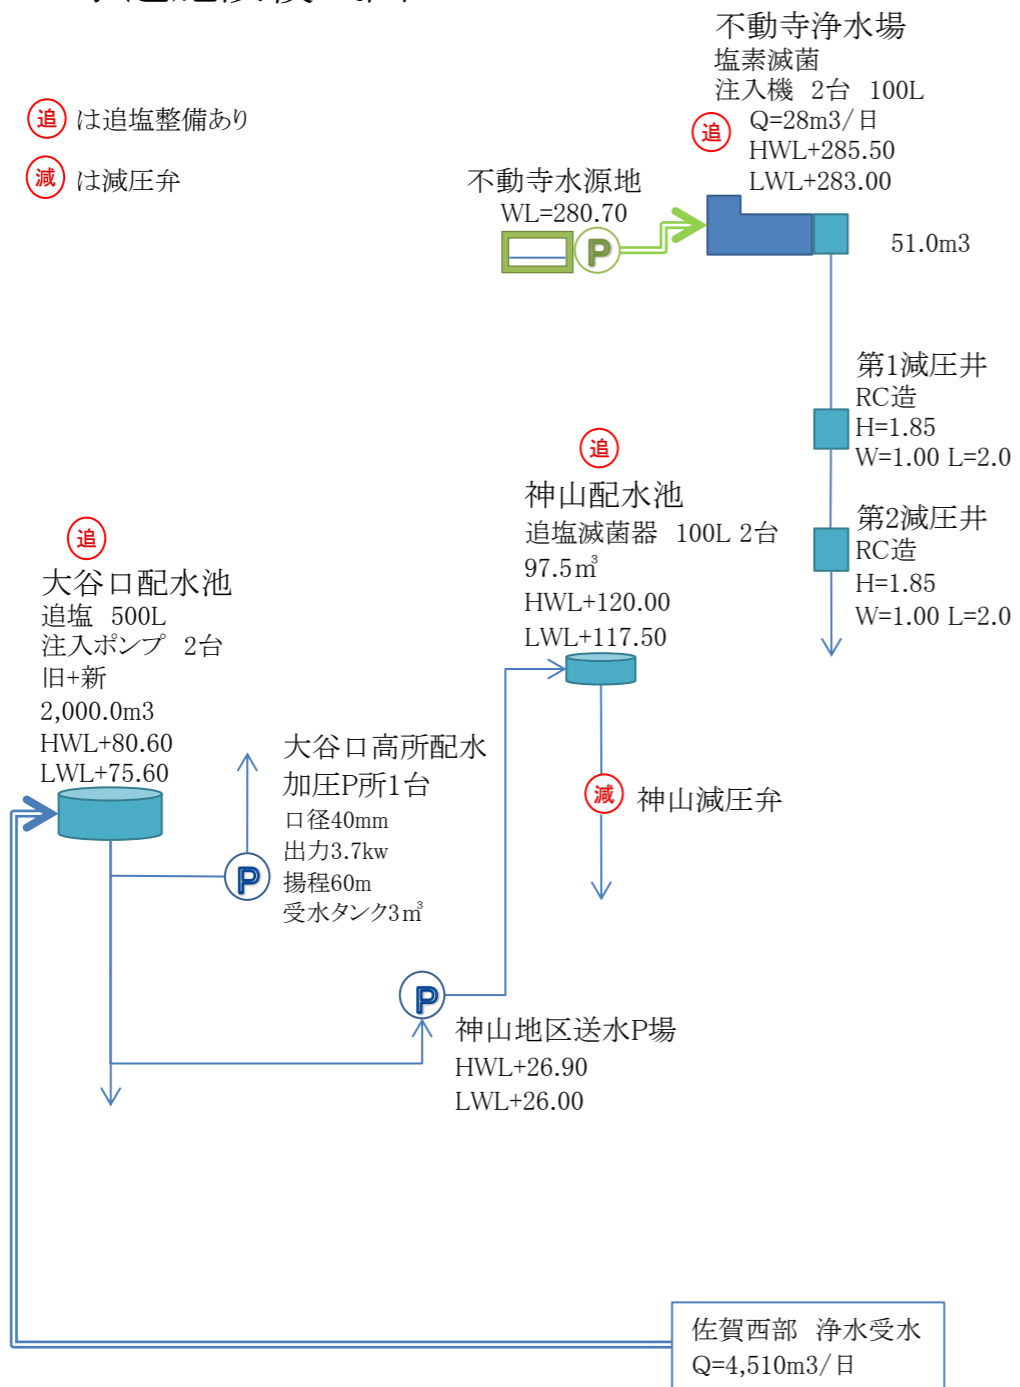 不動寺浄水場
塩素滅菌
注入機 2台 100L
追 Q=28m3/日
HWL+285.50
LWL+283.00
51.0m3
追 は追塩整備あり
減 は減圧弁
不動寺水源地
WL=280.70
P
第1減圧井
RC造
H=1.85
W=1.00 L=2.0
第2減圧井
RC造
H=1.85
W=1.00 L=2.0
追
神山配水池
追塩滅菌器 100L 2台
97.5㎥
HWL+120.00
LWL+117.50
減 神山減圧弁
追
大谷口配水池
追塩 500L
注入ポンプ 2台
旧+新
2,000.0m3
HWL+80.60
LWL+75.60
大谷口高所配水
加圧P所1台
口径40mm
出力3.7kw
揚程60m
受水タンク3㎥
P
P
神山地区送水P場
HWL+26.90
LWL+26.00
佐賀西部 浄水受水
Q=4,510m3/日